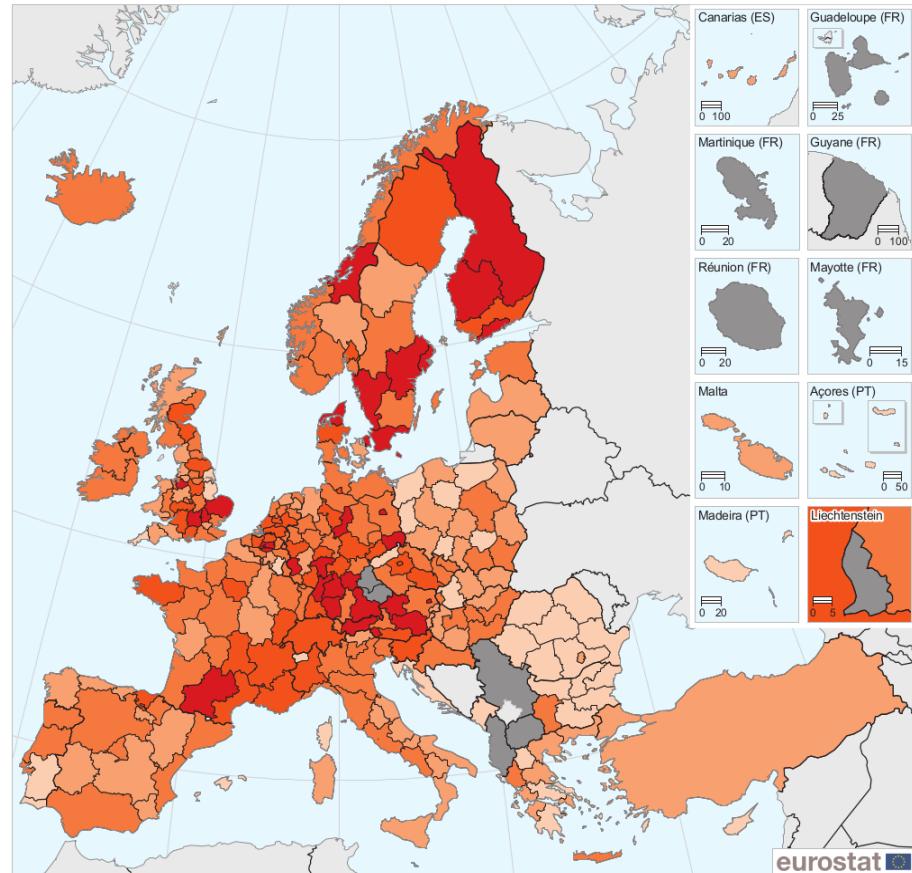 Canarias (ES)
0 100
Guadeloupe (FR)
0 25
Martinique (FR)
0 20
Guyane (FR)
0 100
Réunion (FR)
0 20
Mayotte (FR)
0 15
Malta
0 10
Açores (PT)
0 50
Madeira (PT)
0 20
Liechtenstein
0 5
eurostat